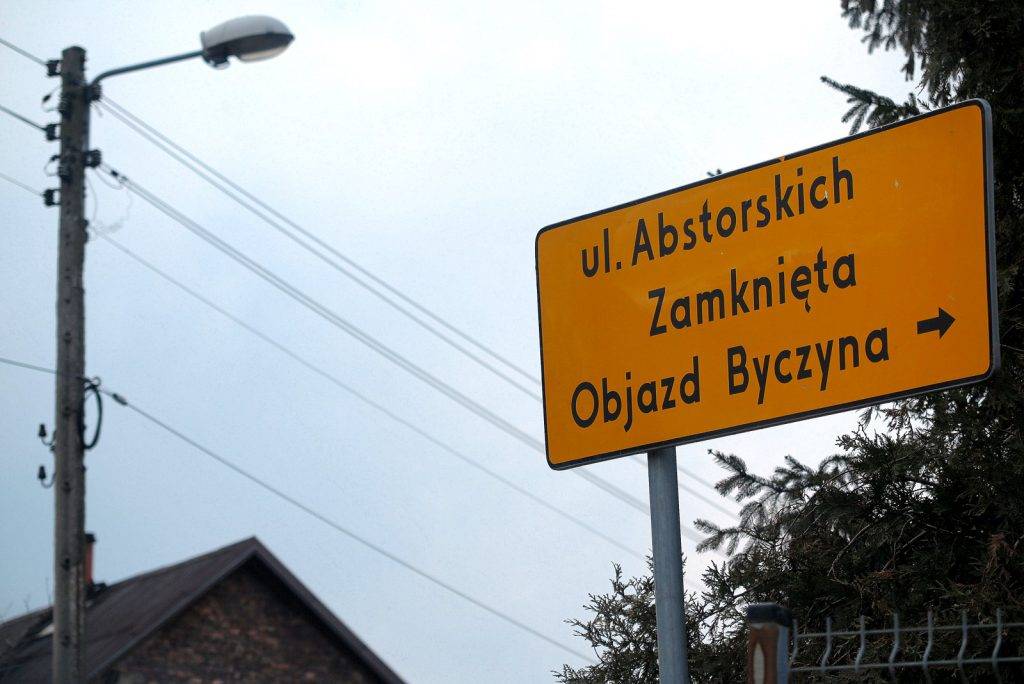 ul. Abstorskich
Zamknięta
Objazd Byczyna